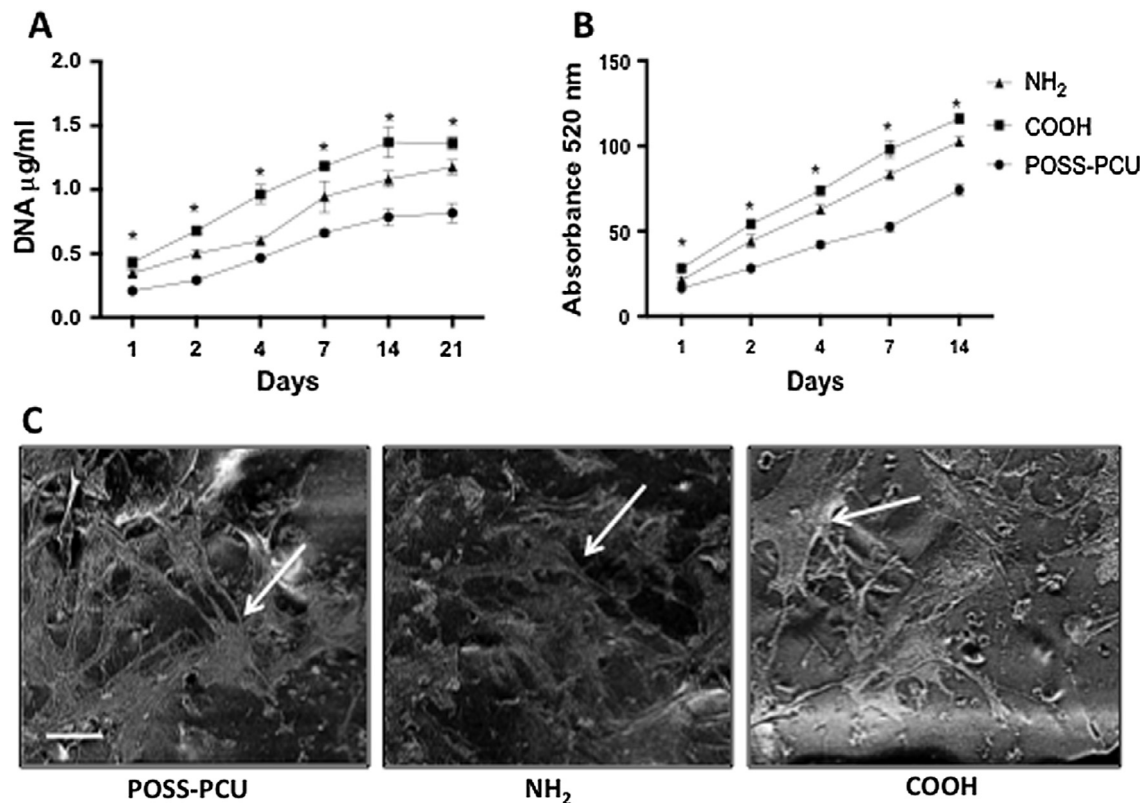 A
DNA µg/ml
2.0
1.5
1.0
0.5
0.0
* * * * * *
1 2 4 7 14 21
Days
B
Absorbance 520 nm
150
100
50
0
* * * * *
1 2 4 7 14
Days
NH₂
COOH
POSS-PCU
C
POSS-PCU NH₂ COOH